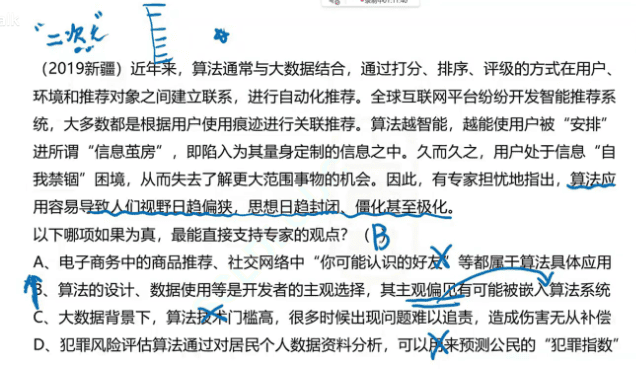 "二次元"
（2019新疆）近年来，算法通常与大数据结合，通过打分、排序、评级的方式在用户、
环境和推荐对象之间建立联系，进行自动化推荐。全球互联网平台纷纷开发智能推荐系
统，大多数都是根据用户使用痕迹进行关联推荐。算法越智能，越能使用户被“安排”
进所谓“信息茧房”，即陷入为其量身定制的信息之中。久而久之，用户处于信息“自
我禁锢”困境，从而失去了解更大范围事物的机会。因此，有专家担忧地指出，算法应
用容易导致人们视野日趋偏狭，思想日趋封闭、僵化甚至极化。
以下哪项如果为真，最能直接支持专家的观点？（B
A、电子商务中的商品推荐、社交网络中“你可能认识的好友”等都属于算法具体应用
B、算法的设计、数据使用等是开发者的主观选择，其主观偏见有可能被嵌入算法系统
C、大数据背景下，算法技术门槛高，很多时候出现问题难以追责，造成伤害无从补偿
D、犯罪风险评估算法通过对居民个人数据资料分析，可以用来预测公民的“犯罪指数”